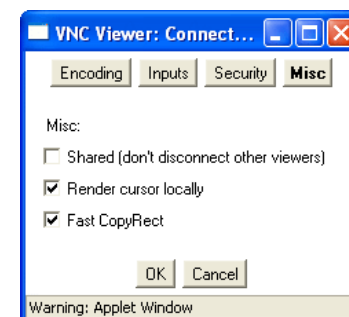 VNC Viewer: Connect...
Encoding Inputs Security Misc
Misc:
Shared (don't disconnect other viewers)
Render cursor locally
Fast CopyRect
OK Cancel
Warning: Applet Window